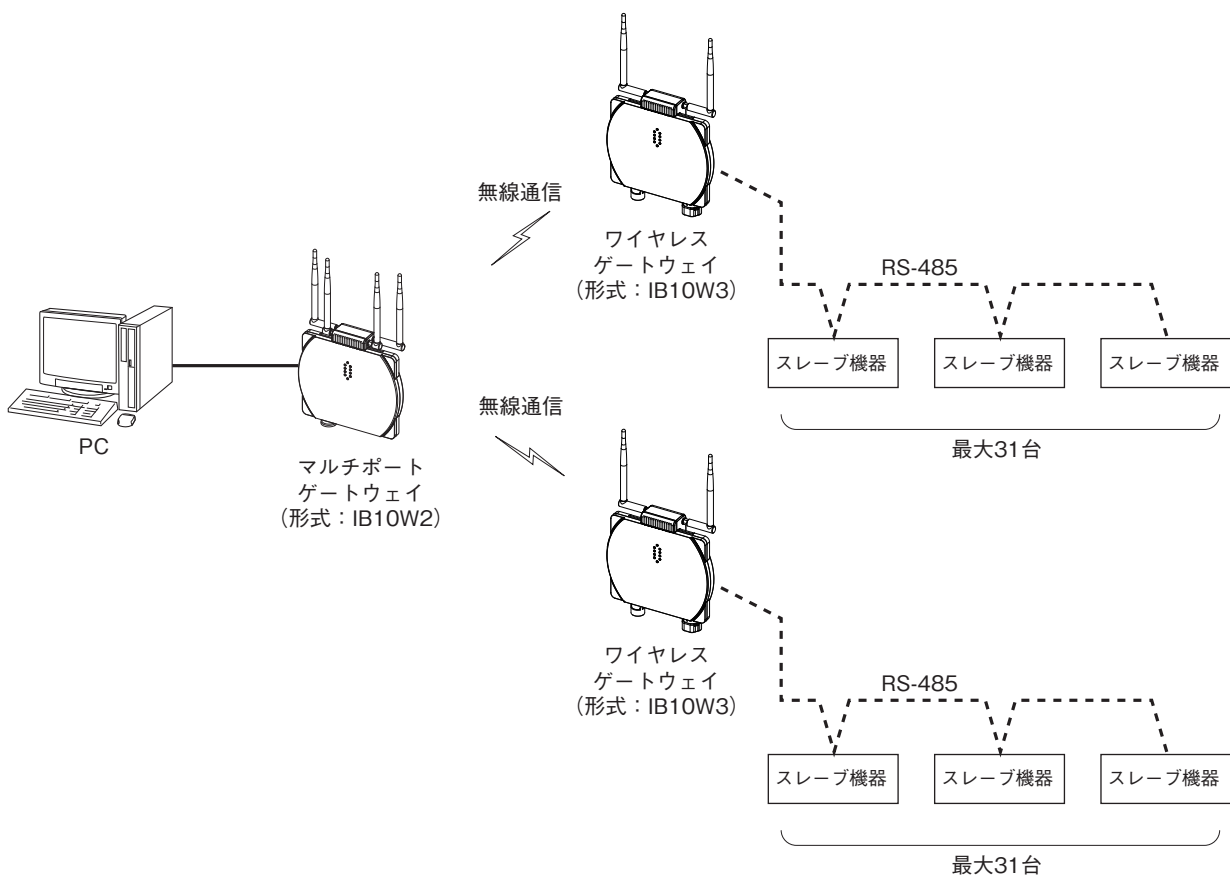 無線通信
ワイヤレス
ゲートウェイ
（形式：IB10W3）
RS-485
スレーブ機器
スレーブ機器
スレーブ機器
最大31台
PC
マルチポート
ゲートウェイ
（形式：IB10W2）
無線通信
ワイヤレス
ゲートウェイ
（形式：IB10W3）
RS-485
スレーブ機器
スレーブ機器
スレーブ機器
最大31台